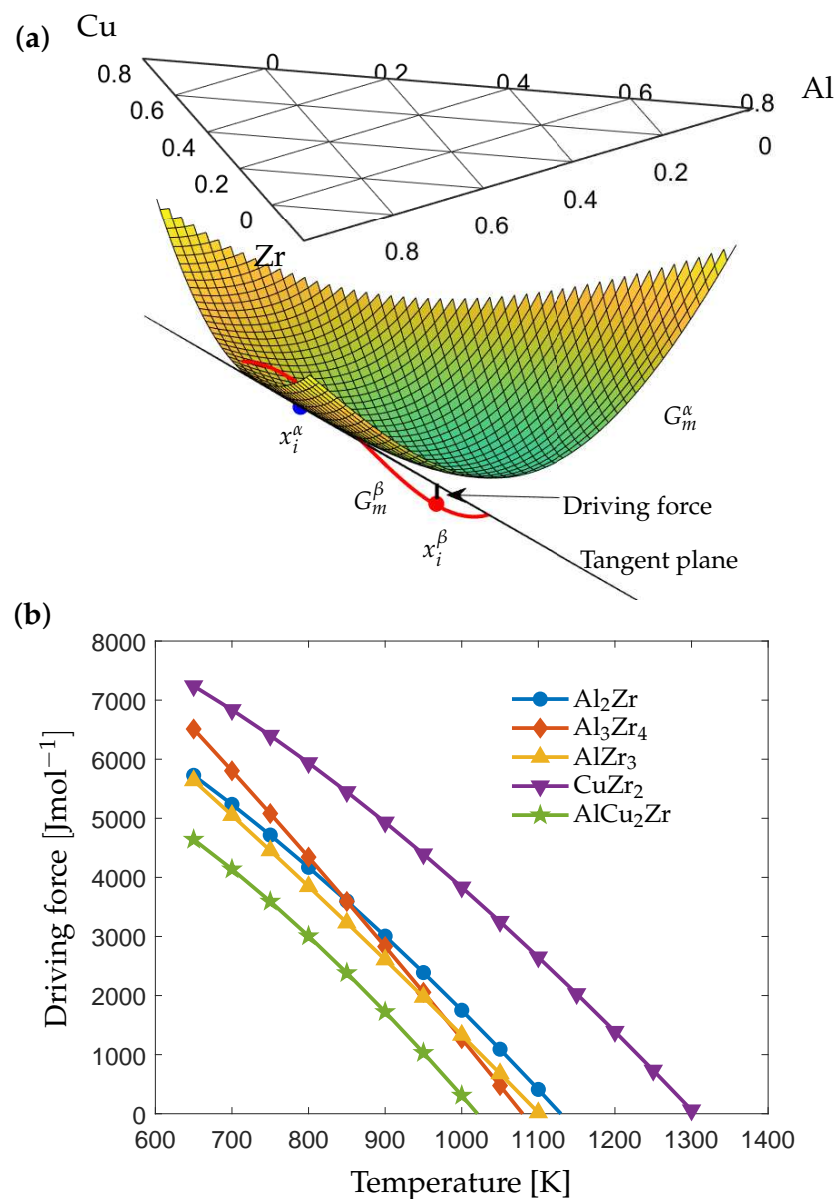 (a)
Cu
Al
0 0.2 0.4 0.6 0.8
0.8 0.6 0.4 0.2 0
0.8 0.6 0.4 0.2 0
Zr
G_m^α
x_i^α
G_m^β
x_i^β
Driving force
Tangent plane
(b)
8000
7000
6000
5000
4000
3000
2000
1000
0
Driving force [Jmol⁻¹]
Al₂Zr
Al₃Zr₄
AlZr₃
CuZr₂
AlCu₂Zr
600 700 800 900 1000 1100 1200 1300 1400
Temperature [K]